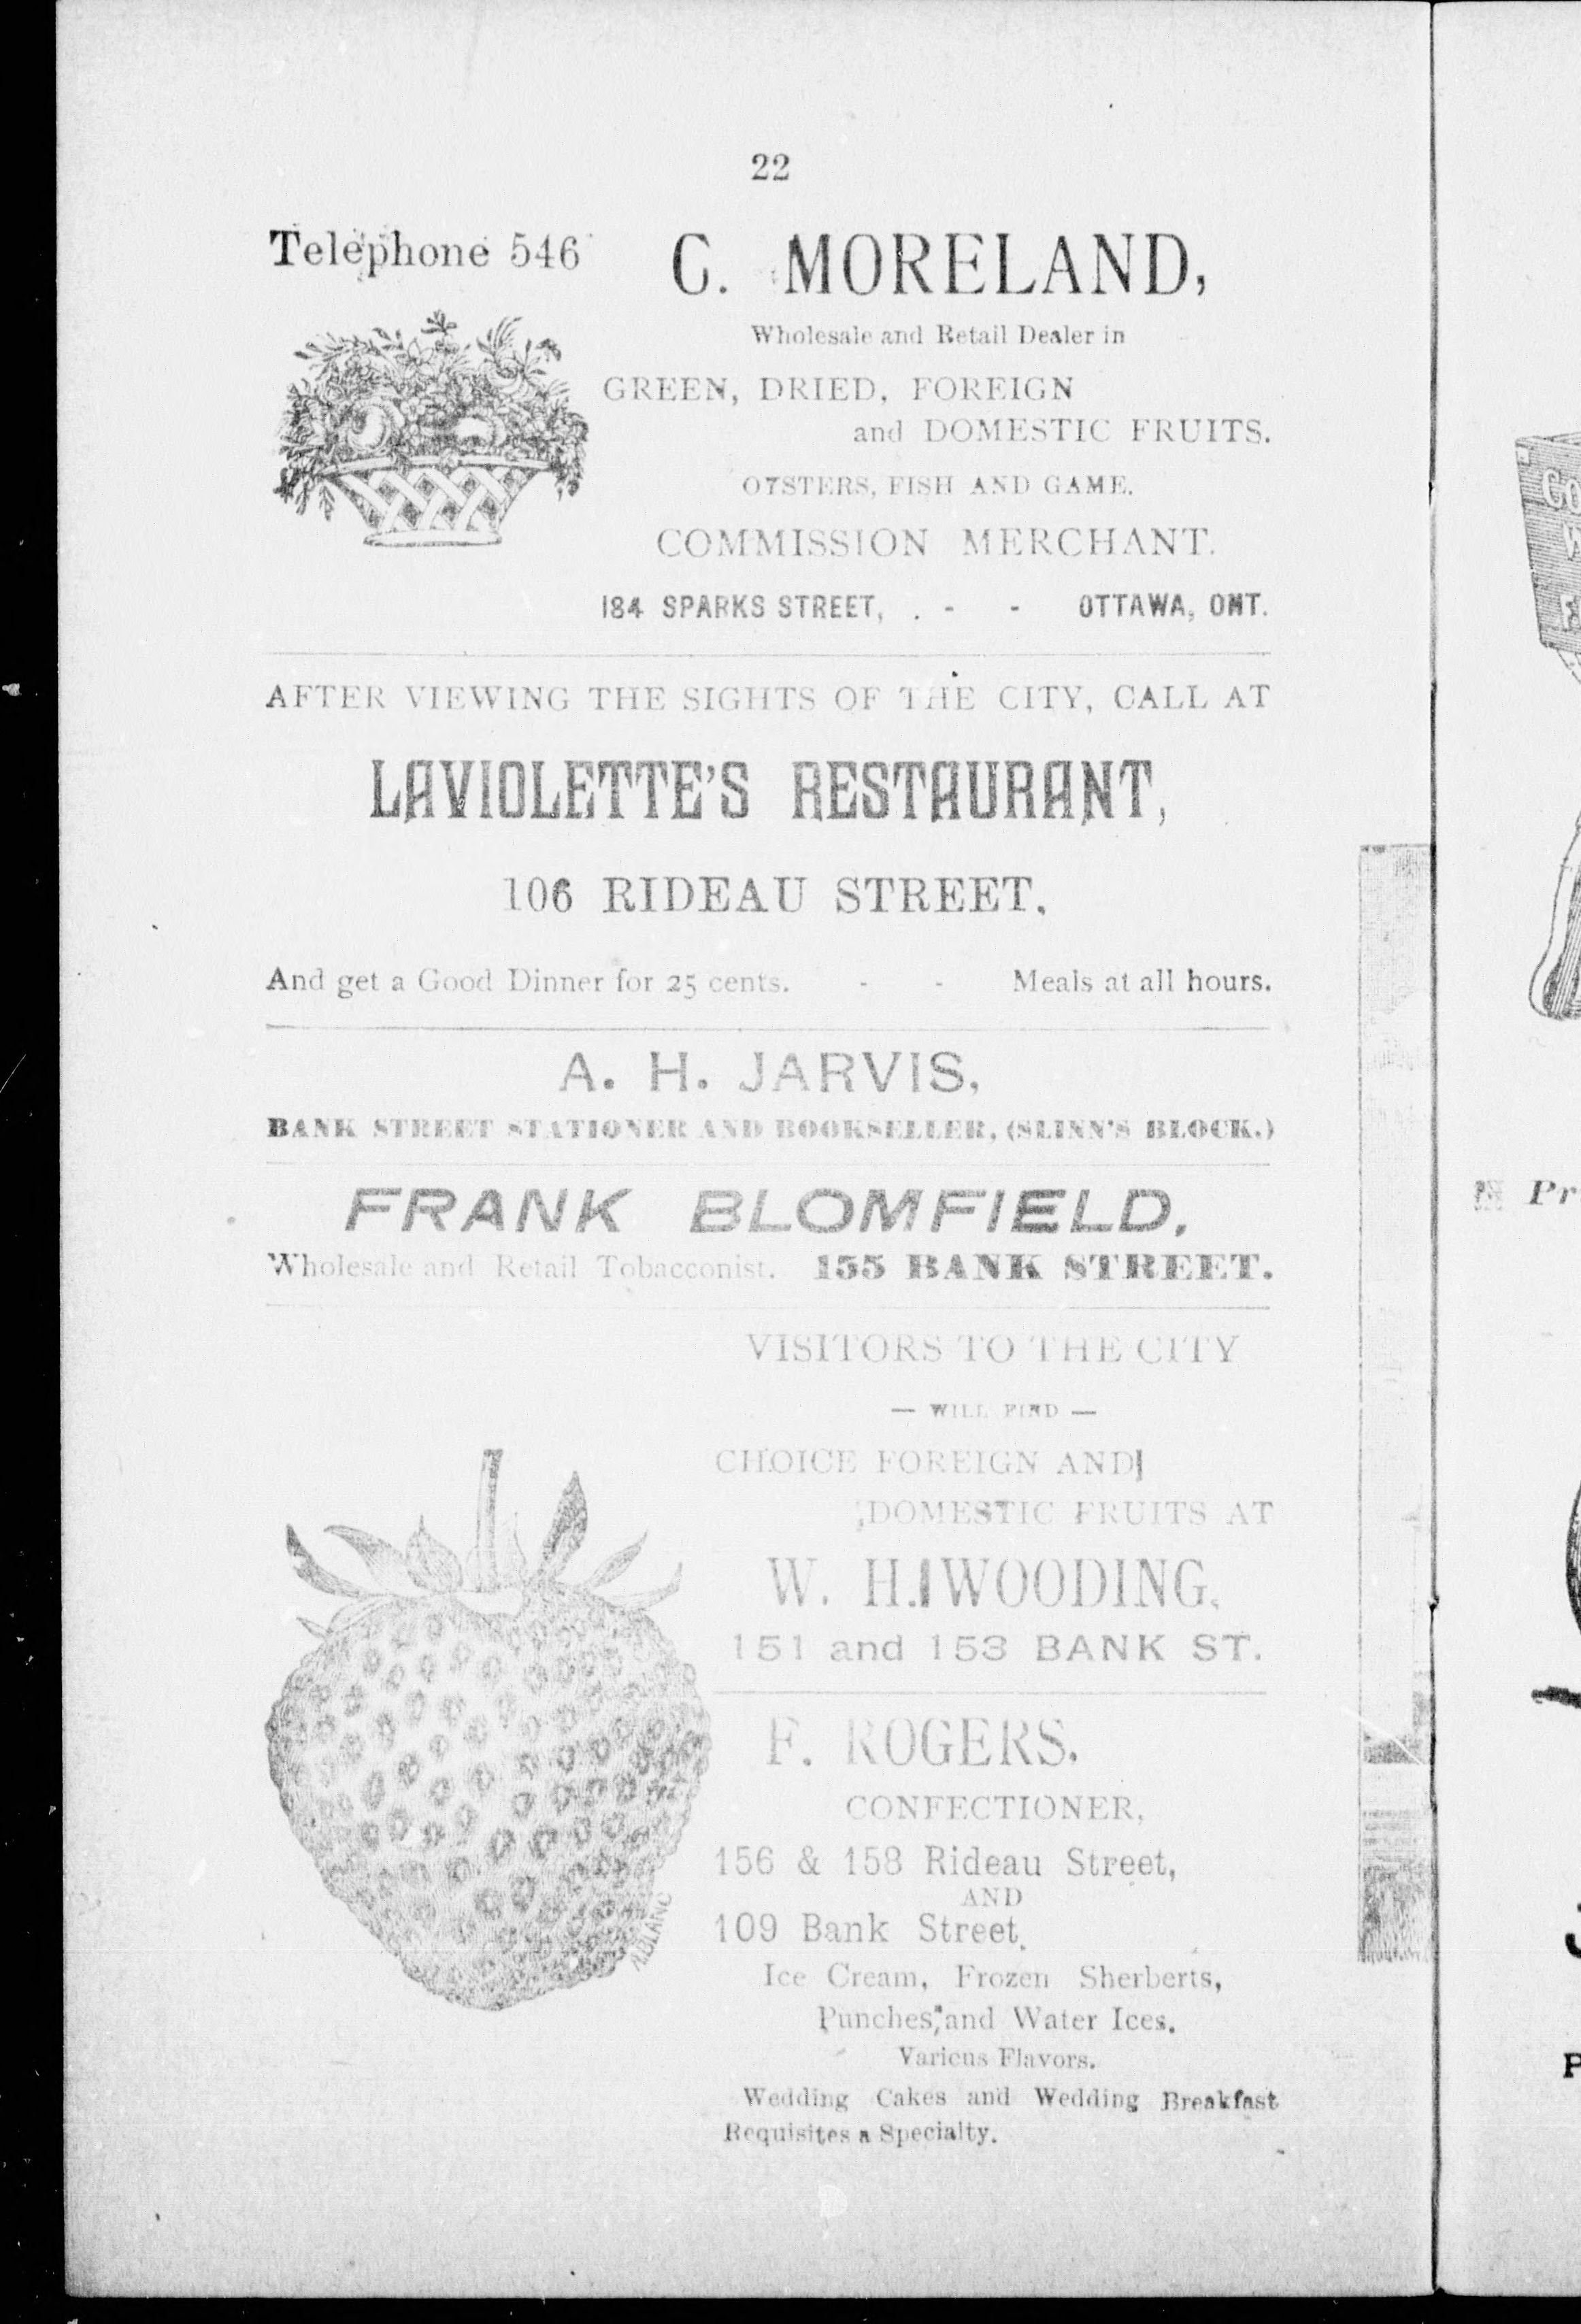 22
Telephone 546
C. MORELAND,
Wholesale and Retail Dealer in
GREEN, DRIED, FOREIGN
and DOMESTIC FRUITS.
OYSTERS, FISH AND GAME.
COMMISSION MERCHANT.
184 SPARKS STREET, . - - OTTAWA, ONT.
AFTER VIEWING THE SIGHTS OF THE CITY, CALL AT
LAVIOLETTE'S RESTAURANT,
106 RIDEAU STREET.
And get a Good Dinner for 25 cents. - - Meals at all hours.
A. H. JARVIS,
BANK STREET STATIONER AND BOOKSELLER, (SLINN'S BLOCK.)
FRANK BLOMFIELD,
Wholesale and Retail Tobacconist. 155 BANK STREET.
VISITORS TO THE CITY
— WILL FIND —
CHOICE FOREIGN AND
DOMESTIC FRUITS AT
W. H. WOODING,
151 and 153 BANK ST.
F. ROGERS.
CONFECTIONER,
156 & 158 Rideau Street,
AND
109 Bank Street.
Ice Cream, Frozen Sherberts,
Punches, and Water Ices.
Various Flavors.
Wedding Cakes and Wedding Breakfast
Requisites a Specialty.
Co
W
Pr
P